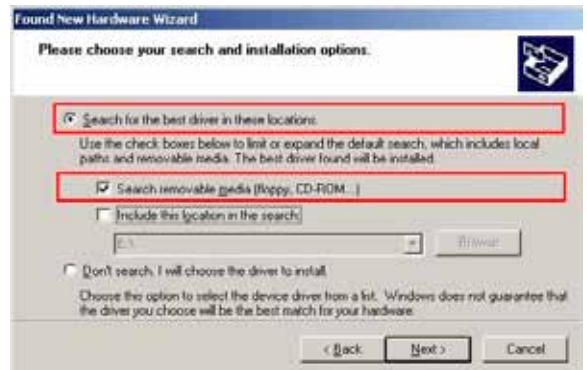 Found New Hardware Wizard
Please choose your search and installation options.
Search for the best driver in these locations.
Use the check boxes below to limit or expand the default search, which includes local
paths and removable media. The best driver found will be installed.
Search removable media (floppy, CD-ROM...)
Include this location in the search:
E:\
Browse
Don't search. I will choose the driver to install.
Choose this option to select the device driver from a list. Windows does not guarantee that
the driver you choose will be the best match for your hardware.
< Back
Next >
Cancel